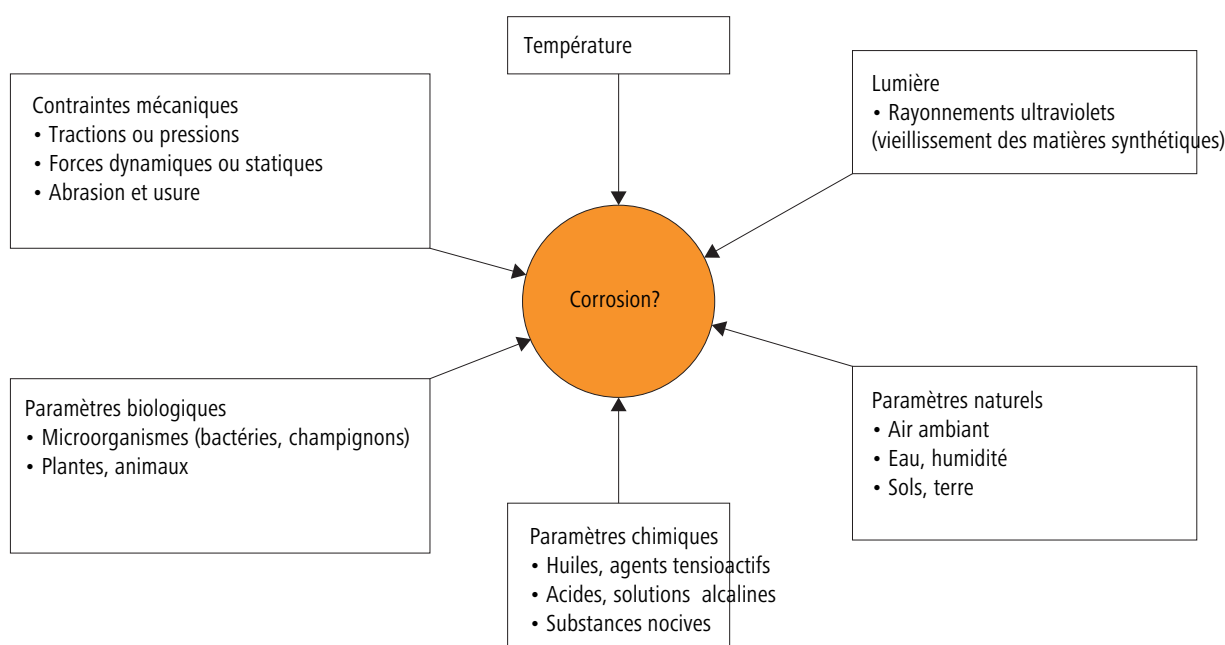 Température
Contraintes mécaniques
• Tractions ou pressions
• Forces dynamiques ou statiques
• Abrasion et usure
Lumière
• Rayonnements ultraviolets
(vieillissement des matières synthétiques)
Corrosion?
Paramètres biologiques
• Microorganismes (bactéries, champignons)
• Plantes, animaux
Paramètres naturels
• Air ambiant
• Eau, humidité
• Sols, terre
Paramètres chimiques
• Huiles, agents tensioactifs
• Acides, solutions alcalines
• Substances nocives